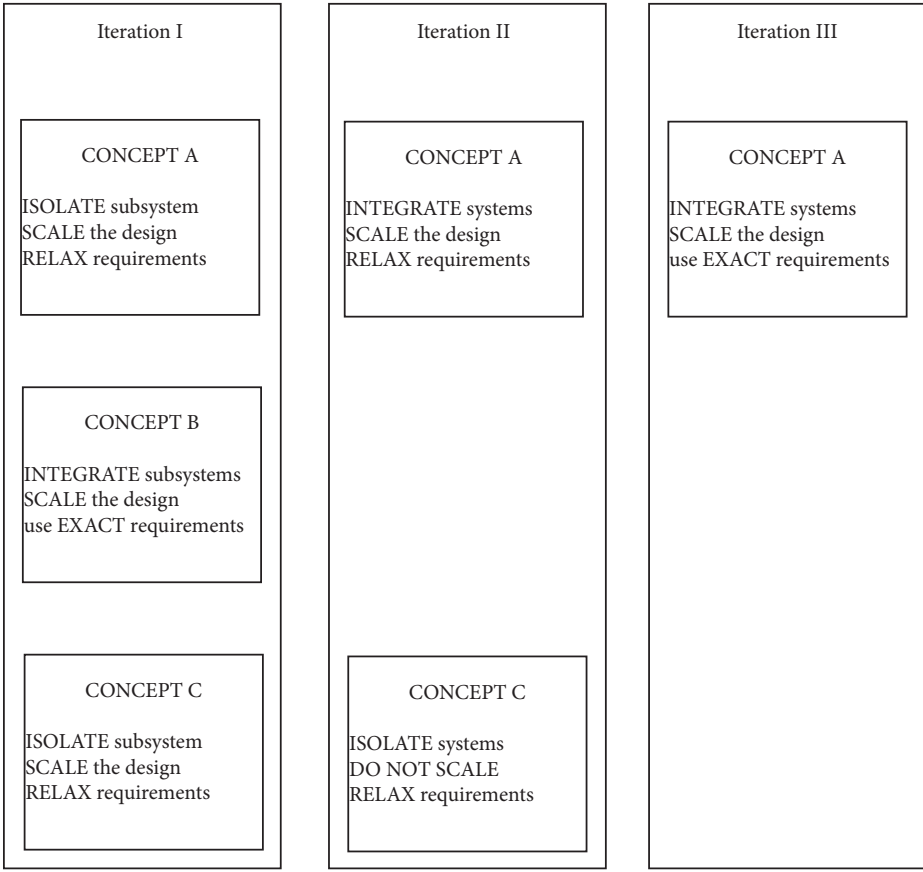 Iteration I
CONCEPT A
ISOLATE subsystem
SCALE the design
RELAX requirements
CONCEPT B
INTEGRATE subsystems
SCALE the design
use EXACT requirements
CONCEPT C
ISOLATE subsystem
SCALE the design
RELAX requirements
Iteration II
CONCEPT A
INTEGRATE systems
SCALE the design
RELAX requirements
CONCEPT C
ISOLATE systems
DO NOT SCALE
RELAX requirements
Iteration III
CONCEPT A
INTEGRATE systems
SCALE the design
use EXACT requirements